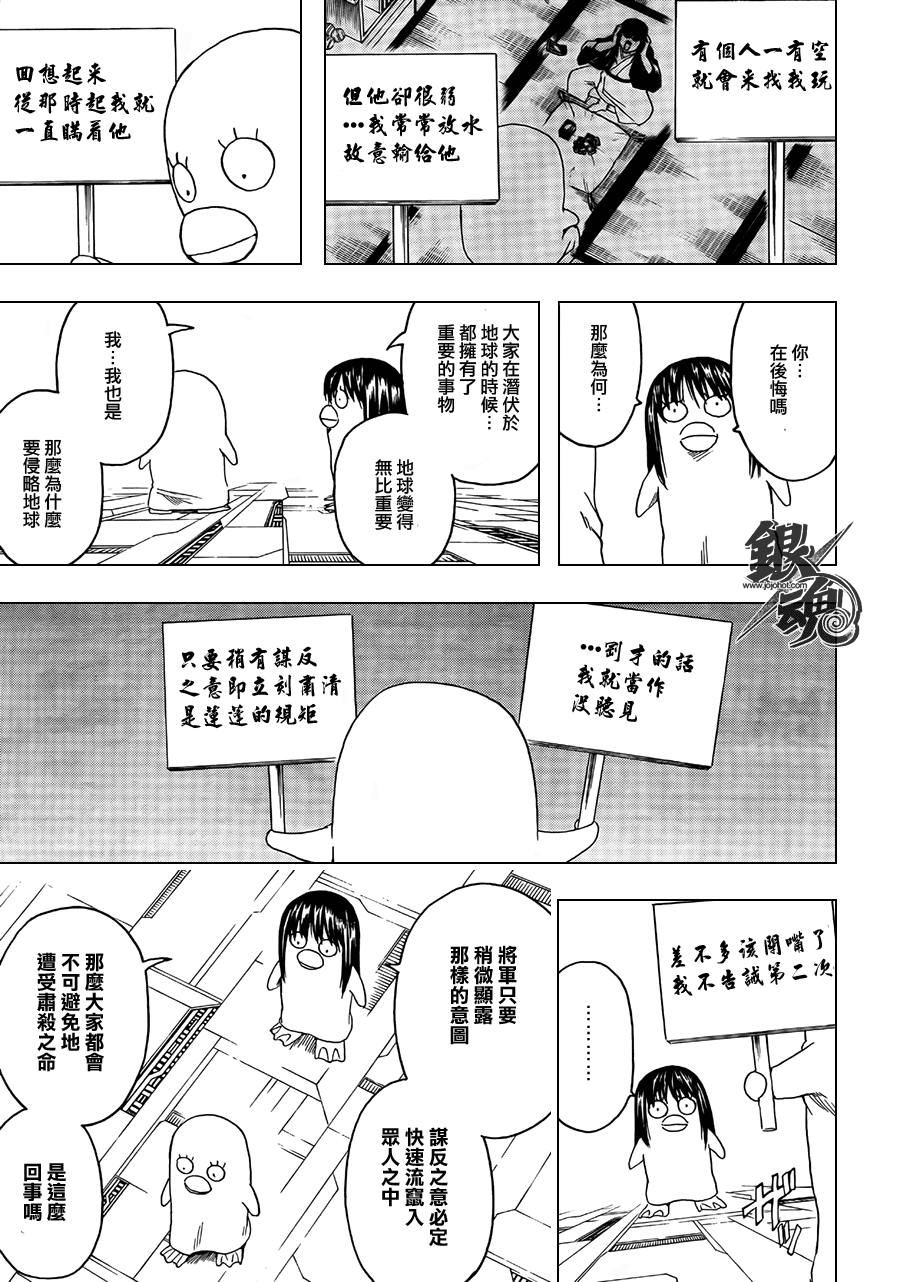 有個人一有空
就會来找我玩
但他卻很弱
…我常常放水
故意輸给他
回想起来
從那時起我就
一直瞞着他
你…
在後悔嗎
那麼為何…
大家在潛伏於
地球的時候…
都擁有了
重要的事物
地球變得
無比重要
我…我也是
那麼為什麼
要侵略地球
銀魂
www.jojohot.com
…剛才的話
我就當作
沒聽見
只要稍有謀反
之意即立刻肅清
是蓬蓬的規矩
差不多该閉嘴了
我不告誡第二次
………
ザザ
將軍只要
稍微顯露
那樣的意圖
謀反之意必定
快速流竄入
眾人之中
那麼大家都會
不可避免地
遭受肅殺之命
是這麼
回事嗎